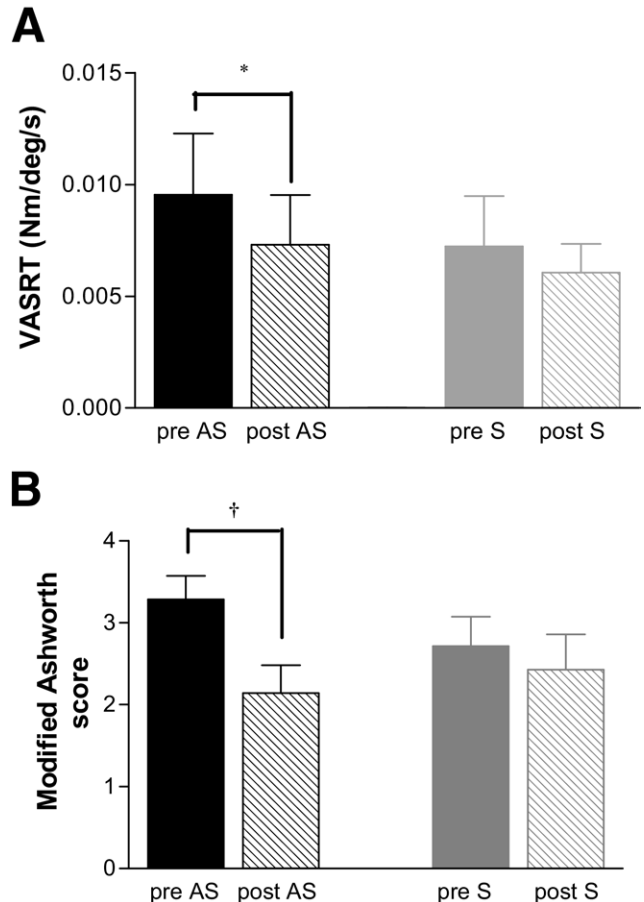 A
VASRT (Nm/deg/s)
0.015
0.010
0.005
0.000
*
pre AS post AS pre S post S
B
Modified Ashworth
score
4
3
2
1
0
†
pre AS post AS pre S post S